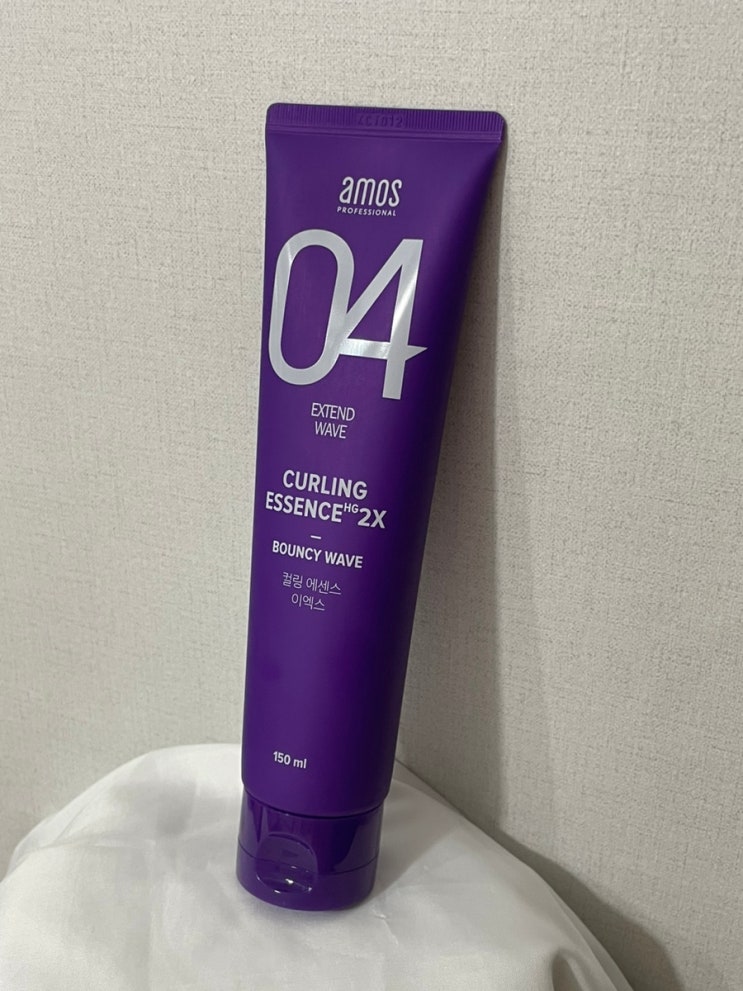 amos
PROFESSIONAL
04
EXTEND
WAVE
CURLING
ESSENCE HG 2X
BOUNCY WAVE
컬링 에센스
이엑스
150 ml